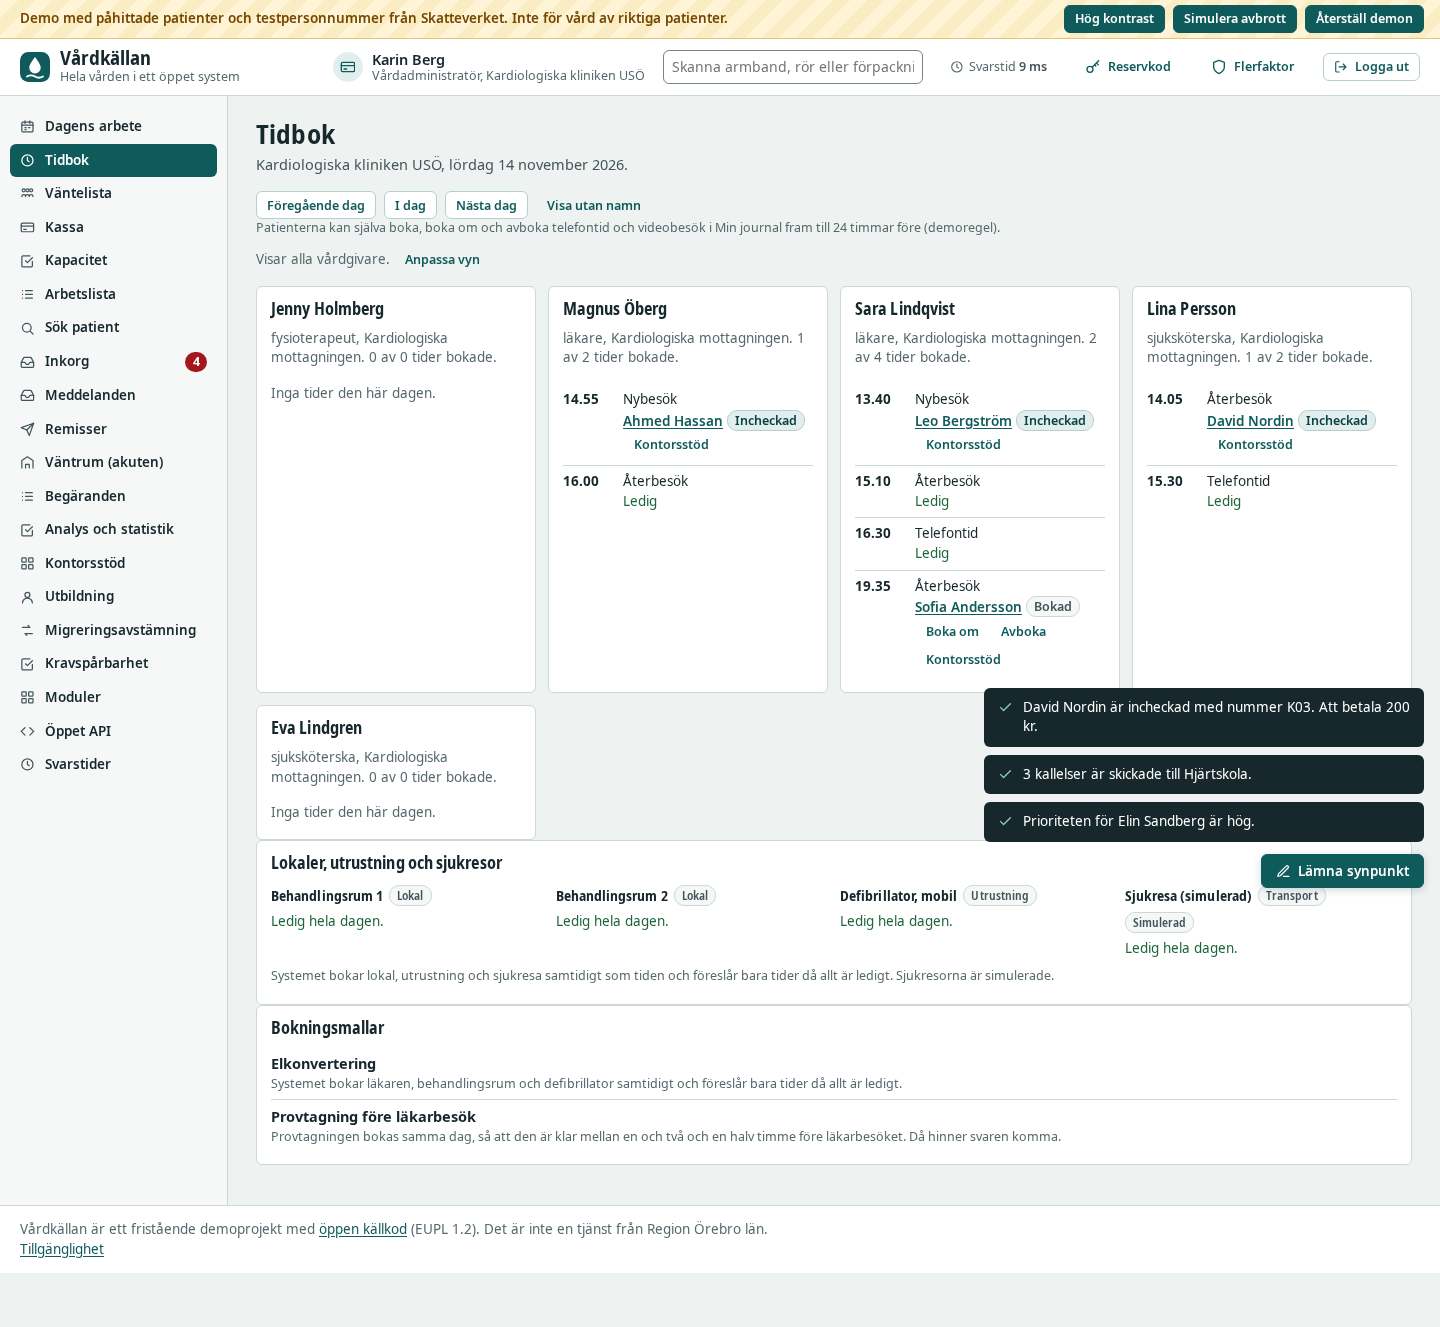 Demo med påhittade patienter och testpersonnummer från Skatteverket. Inte för vård av riktiga patienter.
Hög kontrast
Simulera avbrott
Återställ demon
Vårdkällan
Hela vården i ett öppet system
Karin Berg
Vårdadministratör, Kardiologiska kliniken USÖ
Skanna armband, rör eller förpackni
Svarstid 9 ms
Reservkod
Flerfaktor
Logga ut
Dagens arbete
Tidbok
Väntelista
Kassa
Kapacitet
Arbetslista
Sök patient
Inkorg
4
Meddelanden
Remisser
Väntrum (akuten)
Begäranden
Analys och statistik
Kontorsstöd
Utbildning
Migreringsavstämning
Kravspårbarhet
Moduler
Öppet API
Svarstider
Tidbok
Kardiologiska kliniken USÖ, lördag 14 november 2026.
Föregående dag
I dag
Nästa dag
Visa utan namn
Patienterna kan själva boka, boka om och avboka telefontid och videobesök i Min journal fram till 24 timmar före (demoregel).
Visar alla vårdgivare.
Anpassa vyn
Jenny Holmberg
fysioterapeut, Kardiologiska
mottagningen. 0 av 0 tider bokade.
Inga tider den här dagen.
Magnus Öberg
läkare, Kardiologiska mottagningen. 1
av 2 tider bokade.
14.55
Nybesök
Ahmed Hassan
Incheckad
Kontorsstöd
16.00
Återbesök
Ledig
Sara Lindqvist
läkare, Kardiologiska mottagningen. 2
av 4 tider bokade.
13.40
Nybesök
Leo Bergström
Incheckad
Kontorsstöd
15.10
Återbesök
Ledig
16.30
Telefontid
Ledig
19.35
Återbesök
Sofia Andersson
Bokad
Boka om
Avboka
Kontorsstöd
Lina Persson
sjuksköterska, Kardiologiska
mottagningen. 1 av 2 tider bokade.
14.05
Återbesök
David Nordin
Incheckad
Kontorsstöd
15.30
Telefontid
Ledig
Eva Lindgren
sjuksköterska, Kardiologiska
mottagningen. 0 av 0 tider bokade.
Inga tider den här dagen.
David Nordin är incheckad med nummer K03. Att betala 200
kr.
3 kallelser är skickade till Hjärtskola.
Prioriteten för Elin Sandberg är hög.
Lämna synpunkt
Lokaler, utrustning och sjukresor
Behandlingsrum 1
Lokal
Ledig hela dagen.
Behandlingsrum 2
Lokal
Ledig hela dagen.
Defibrillator, mobil
Utrustning
Ledig hela dagen.
Sjukresa (simulerad)
Transport
Simulerad
Ledig hela dagen.
Systemet bokar lokal, utrustning och sjukresa samtidigt som tiden och föreslår bara tider då allt är ledigt. Sjukresorna är simulerade.
Bokningsmallar
Elkonvertering
Systemet bokar läkaren, behandlingsrum och defibrillator samtidigt och föreslår bara tider då allt är ledigt.
Provtagning före läkarbesök
Provtagningen bokas samma dag, så att den är klar mellan en och två och en halv timme före läkarbesöket. Då hinner svaren komma.
Vårdkällan är ett fristående demoprojekt med öppen källkod (EUPL 1.2). Det är inte en tjänst från Region Örebro län.
Tillgänglighet